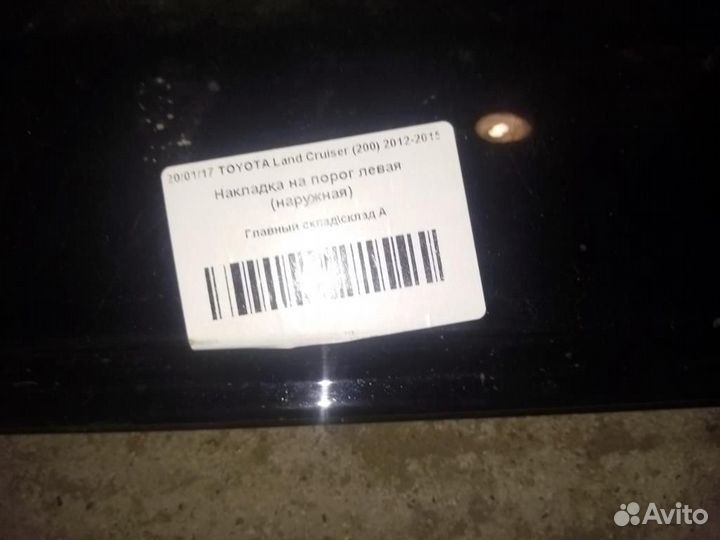 20/01/17 TOYOTA Land Cruiser (200) 2012-2015
Накладка на порог левая
(наружная)
Главный склад\склад А
Avito